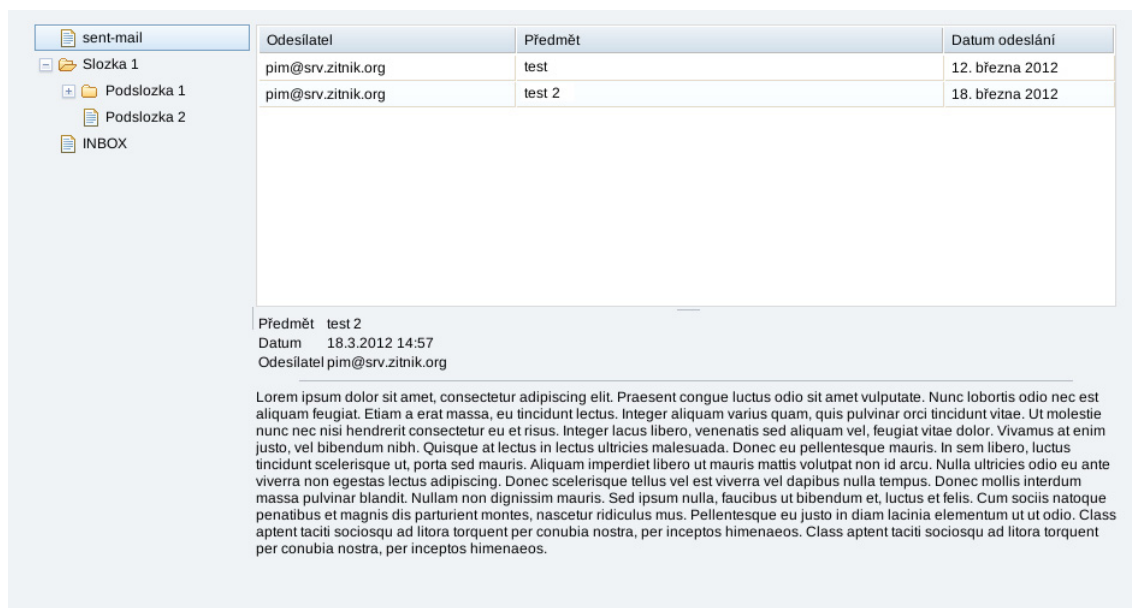 sent-mail
Slozka 1
Podslozka 1
Podslozka 2
INBOX
Odesílatel Předmět Datum odeslání
pim@srv.zitnik.org test 12. března 2012
pim@srv.zitnik.org test 2 18. března 2012
Předmět test 2
Datum 18.3.2012 14:57
Odesílatel pim@srv.zitnik.org
Lorem ipsum dolor sit amet, consectetur adipiscing elit. Praesent congue luctus odio sit amet vulputate. Nunc lobortis odio nec est
aliquam feugiat. Etiam a erat massa, eu tincidunt lectus. Integer aliquam varius quam, quis pulvinar orci tincidunt vitae. Ut molestie
nunc nec nisi hendrerit consectetur eu et risus. Integer lacus libero, venenatis sed aliquam vel, feugiat vitae dolor. Vivamus at enim
justo, vel bibendum nibh. Quisque at lectus in lectus ultricies malesuada. Donec eu pellentesque mauris. In sem libero, luctus
tincidunt scelerisque ut, porta sed mauris. Aliquam imperdiet libero ut mauris mattis volutpat non id arcu. Nulla ultricies odio eu ante
viverra non egestas lectus adipiscing. Donec scelerisque tellus vel est viverra vel dapibus nulla tempus. Donec mollis interdum
massa pulvinar blandit. Nullam non dignissim mauris. Sed ipsum nulla, faucibus ut bibendum et, luctus et felis. Cum sociis natoque
penatibus et magnis dis parturient montes, nascetur ridiculus mus. Pellentesque eu justo in diam lacinia elementum ut ut odio. Class
aptent taciti sociosqu ad litora torquent per conubia nostra, per inceptos himenaeos. Class aptent taciti sociosqu ad litora torquent
per conubia nostra, per inceptos himenaeos.